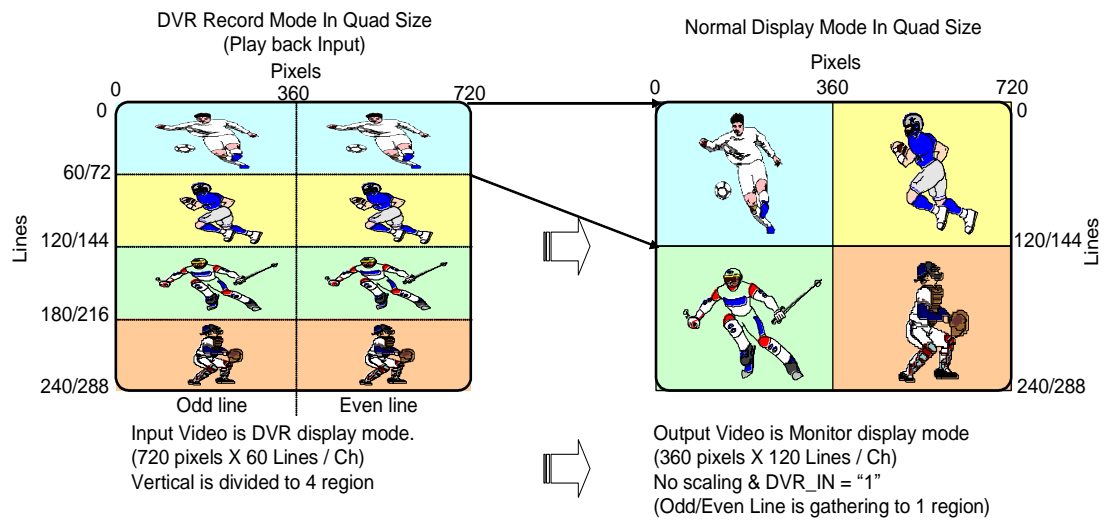 DVR Record Mode In Quad Size
(Play back Input)
Pixels
0 360 720
0
60/72
120/144
180/216
240/288
Lines
Odd line Even line
Input Video is DVR display mode.
(720 pixels X 60 Lines / Ch)
Vertical is divided to 4 region
Normal Display Mode In Quad Size
Pixels
0 360 720
0
120/144
240/288
Lines
Output Video is Monitor display mode
(360 pixels X 120 Lines / Ch)
No scaling & DVR_IN = “1”
(Odd/Even Line is gathering to 1 region)